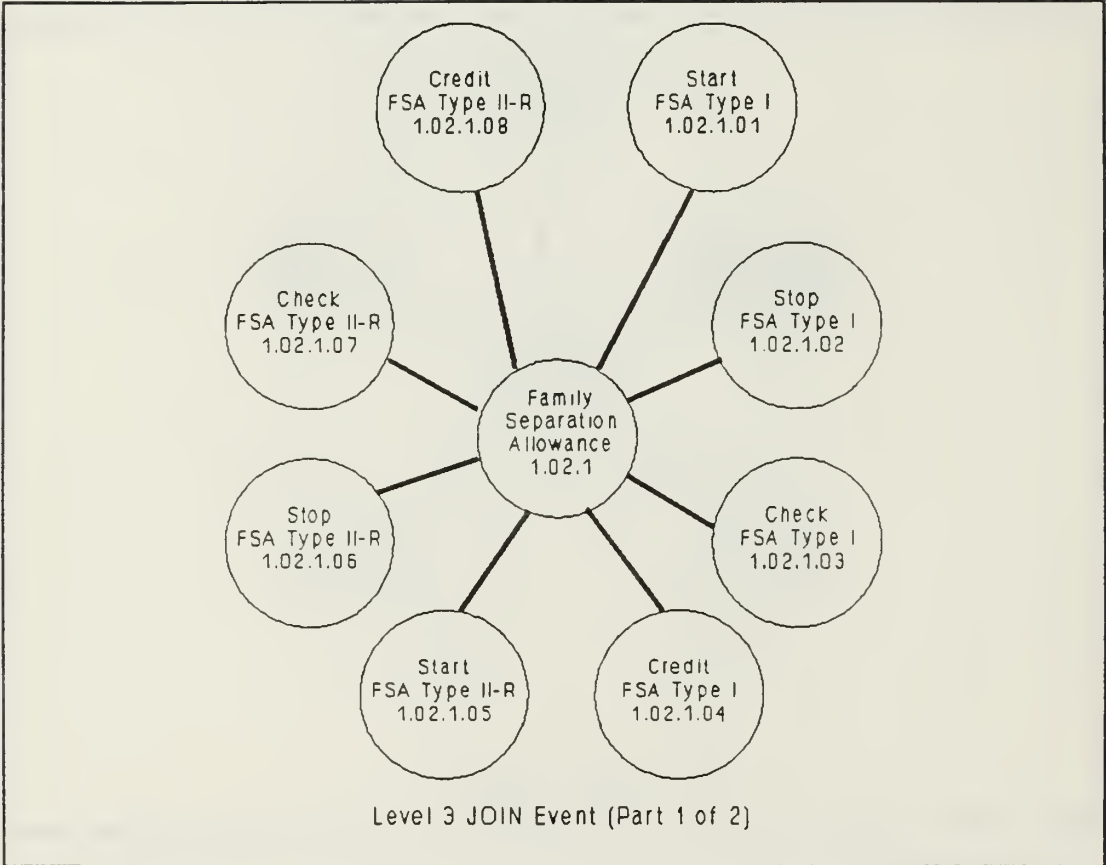 Credit
FSA Type II-R
1.02.1.08
Start
FSA Type I
1.02.1.01
Check
FSA Type II-R
1.02.1.07
Stop
FSA Type I
1.02.1.02
Family
Separation
Allowance
1.02.1
Stop
FSA Type II-R
1.02.1.06
Check
FSA Type I
1.02.1.03
Start
FSA Type II-R
1.02.1.05
Credit
FSA Type I
1.02.1.04
Level 3 JOIN Event (Part 1 of 2)